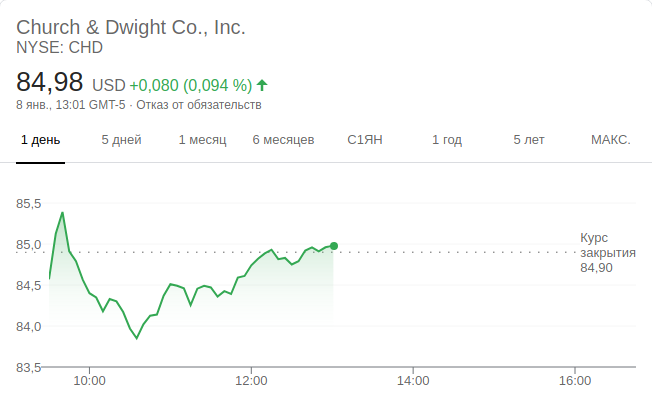 Church & Dwight Co., Inc.
NYSE: CHD
84,98 USD +0,080 (0,094 %)
8 янв., 13:01 GMT-5 · Отказ от обязательств
1 день 5 дней 1 месяц 6 месяцев С1ЯН 1 год 5 лет МАКС.
85,5
85,0
84,5
84,0
83,5
Курс
закрытия
84,90
10:00 12:00 14:00 16:00